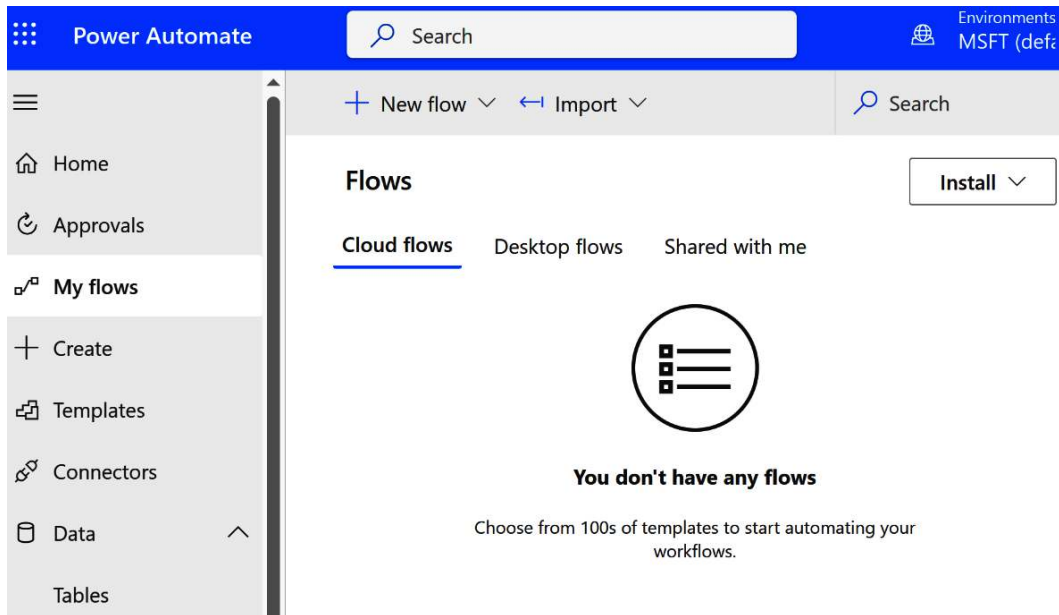 Power Automate
Search
Environments
MSFT (defa
New flow
Import
Search
Home
Approvals
My flows
Create
Templates
Connectors
Data
Tables
Flows
Install
Cloud flows
Desktop flows
Shared with me
You don't have any flows
Choose from 100s of templates to start automating your
workflows.